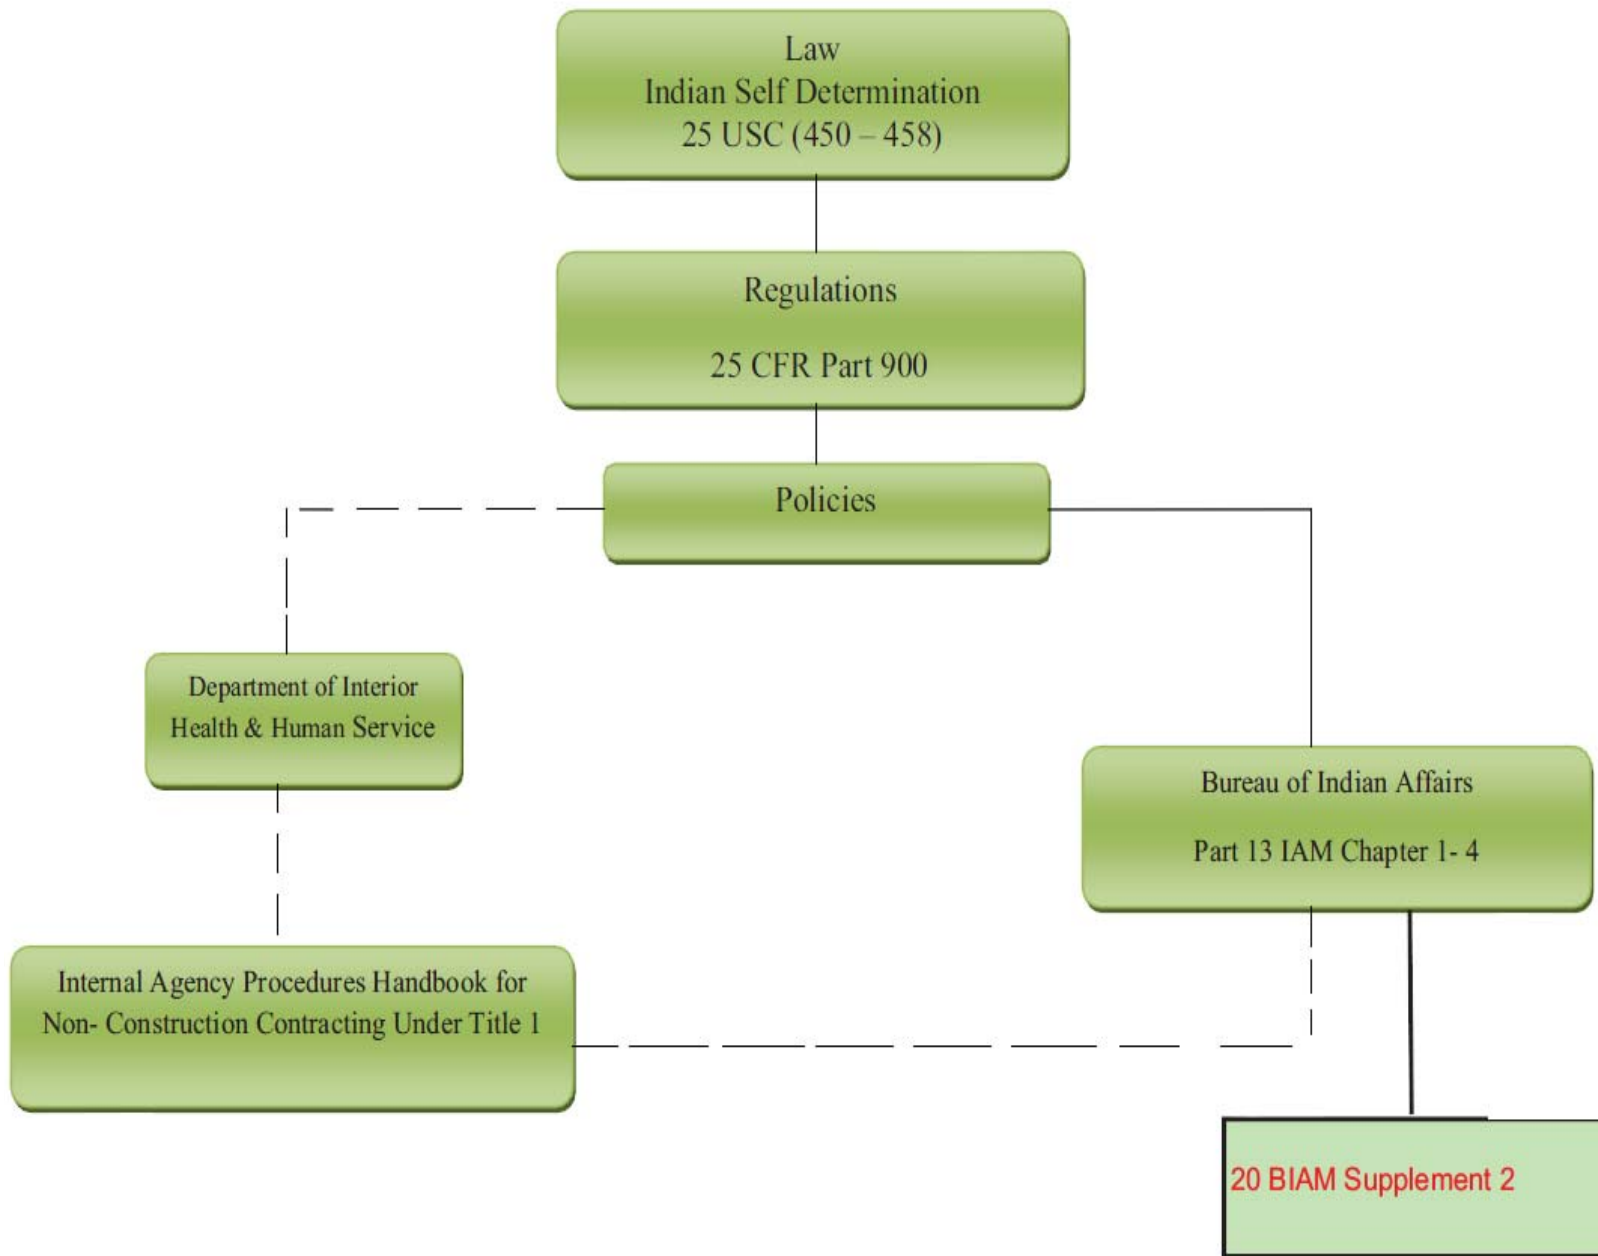 Law
Indian Self Determination
25 USC (450 – 458)
Regulations
25 CFR Part 900
Policies
Department of Interior
Health & Human Service
Bureau of Indian Affairs
Part 13 IAM Chapter 1- 4
Internal Agency Procedures Handbook for
Non- Construction Contracting Under Title 1
20 BIAM Supplement 2